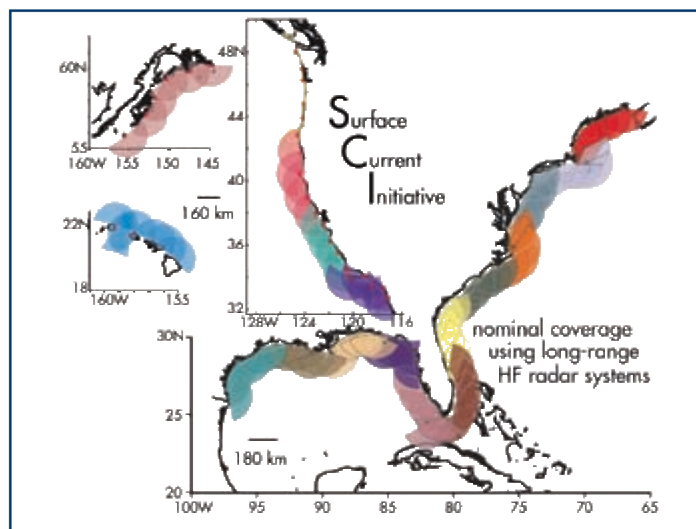 60N
55
160W 155 150 145
22N
18
160W 155
160 km
48N
44
40
36
32
128W 124 120 116
Surface
Current
Initiative
nominal coverage
using long-range
HF radar systems
30N
25
20
180 km
100W 95 90 85 80 75 70 65